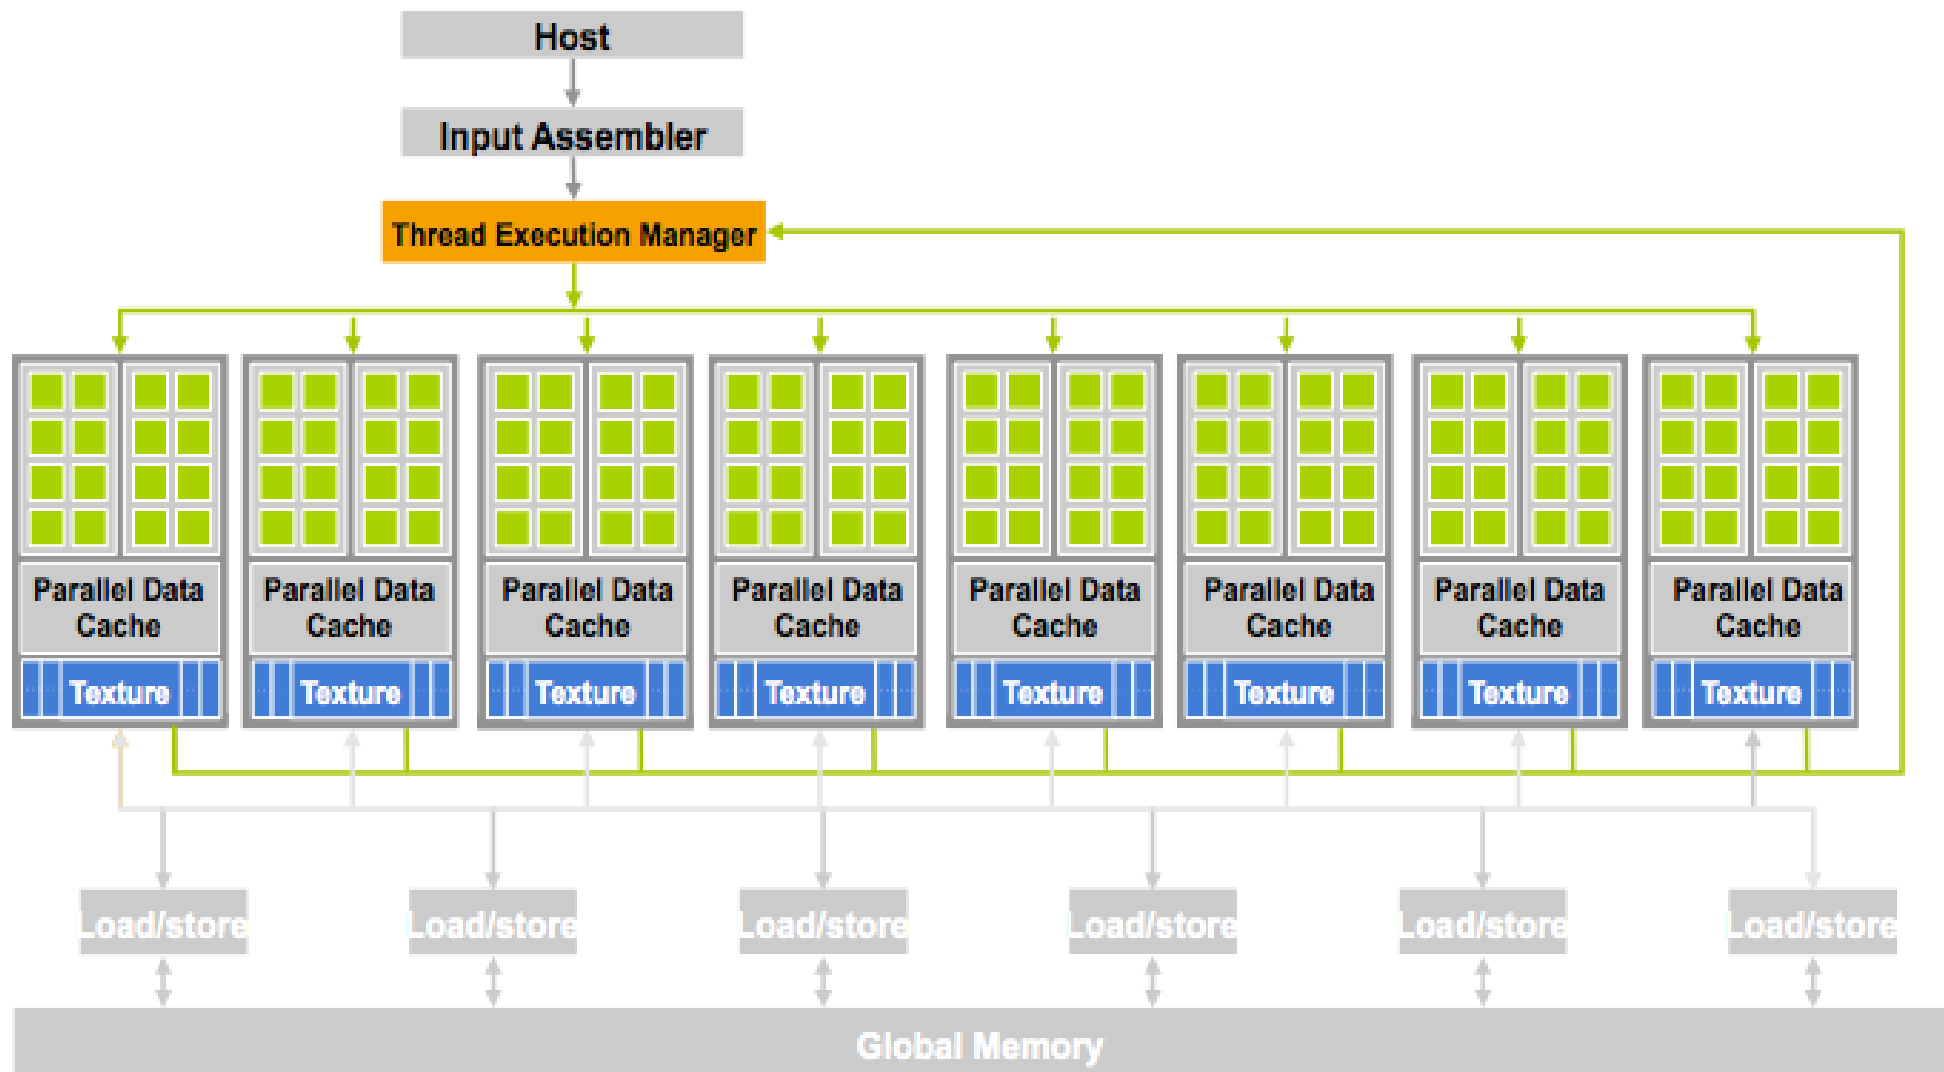 Host
Input Assembler
Thread Execution Manager
Parallel Data
Cache
Parallel Data
Cache
Parallel Data
Cache
Parallel Data
Cache
Parallel Data
Cache
Parallel Data
Cache
Parallel Data
Cache
Parallel Data
Cache
Texture
Texture
Texture
Texture
Texture
Texture
Texture
Texture
Load/store
Load/store
Load/store
Load/store
Load/store
Load/store
Global Memory